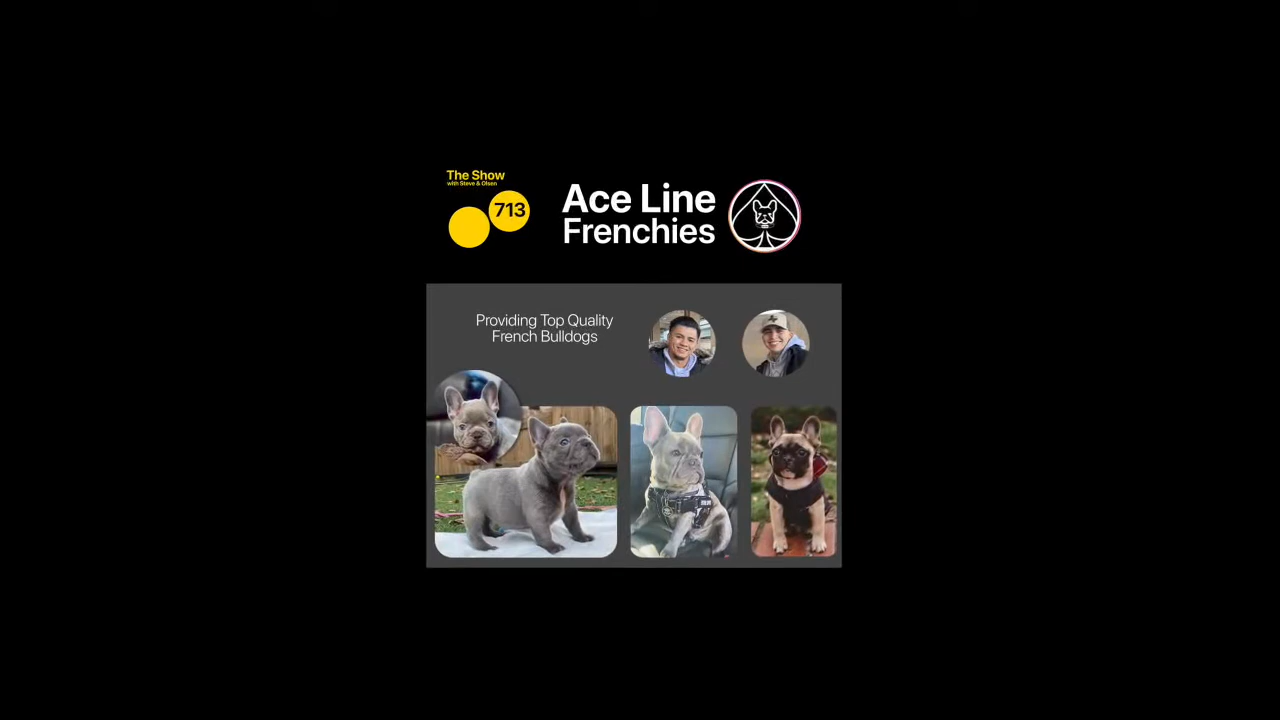 The Show
with Steve & Olsen
713
Ace Line
Frenchies
Providing Top Quality
French Bulldogs